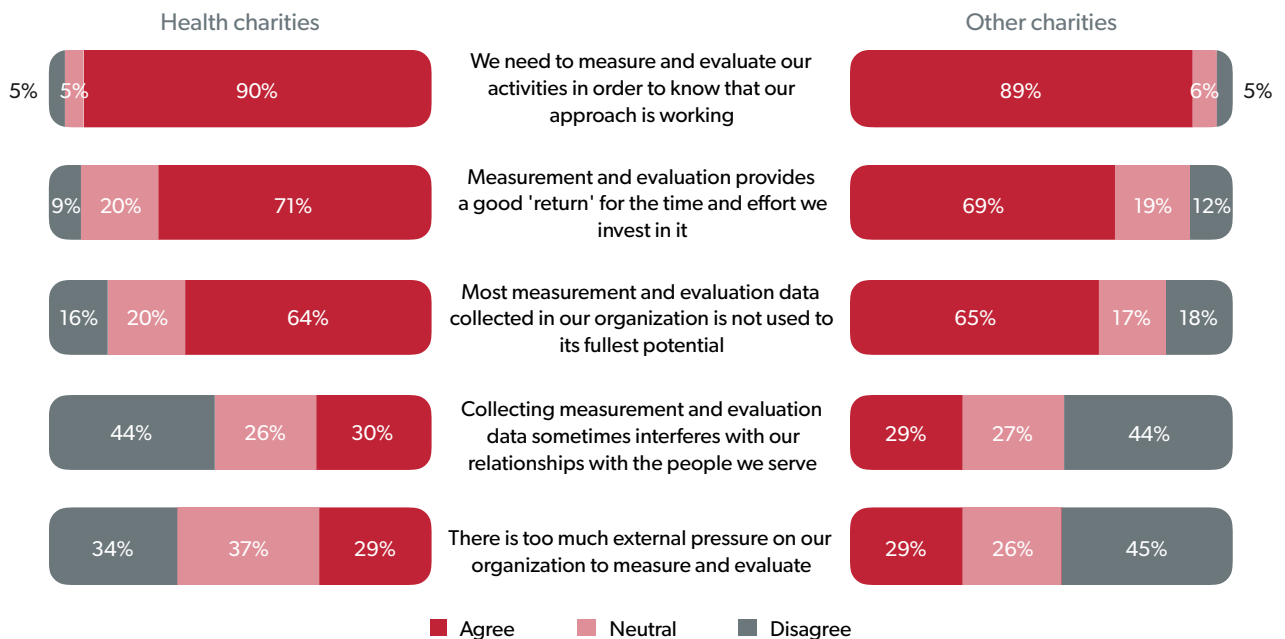 Health charities
Other charities
5%
5%
90%
We need to measure and evaluate our
activities in order to know that our
approach is working
89%
6%
5%
9%
20%
71%
Measurement and evaluation provides
a good 'return' for the time and effort we
invest in it
69%
19%
12%
16%
20%
64%
Most measurement and evaluation data
collected in our organization is not used to
its fullest potential
65%
17%
18%
44%
26%
30%
Collecting measurement and evaluation
data sometimes interferes with our
relationships with the people we serve
29%
27%
44%
34%
37%
29%
There is too much external pressure on our
organization to measure and evaluate
29%
26%
45%
Agree
Neutral
Disagree